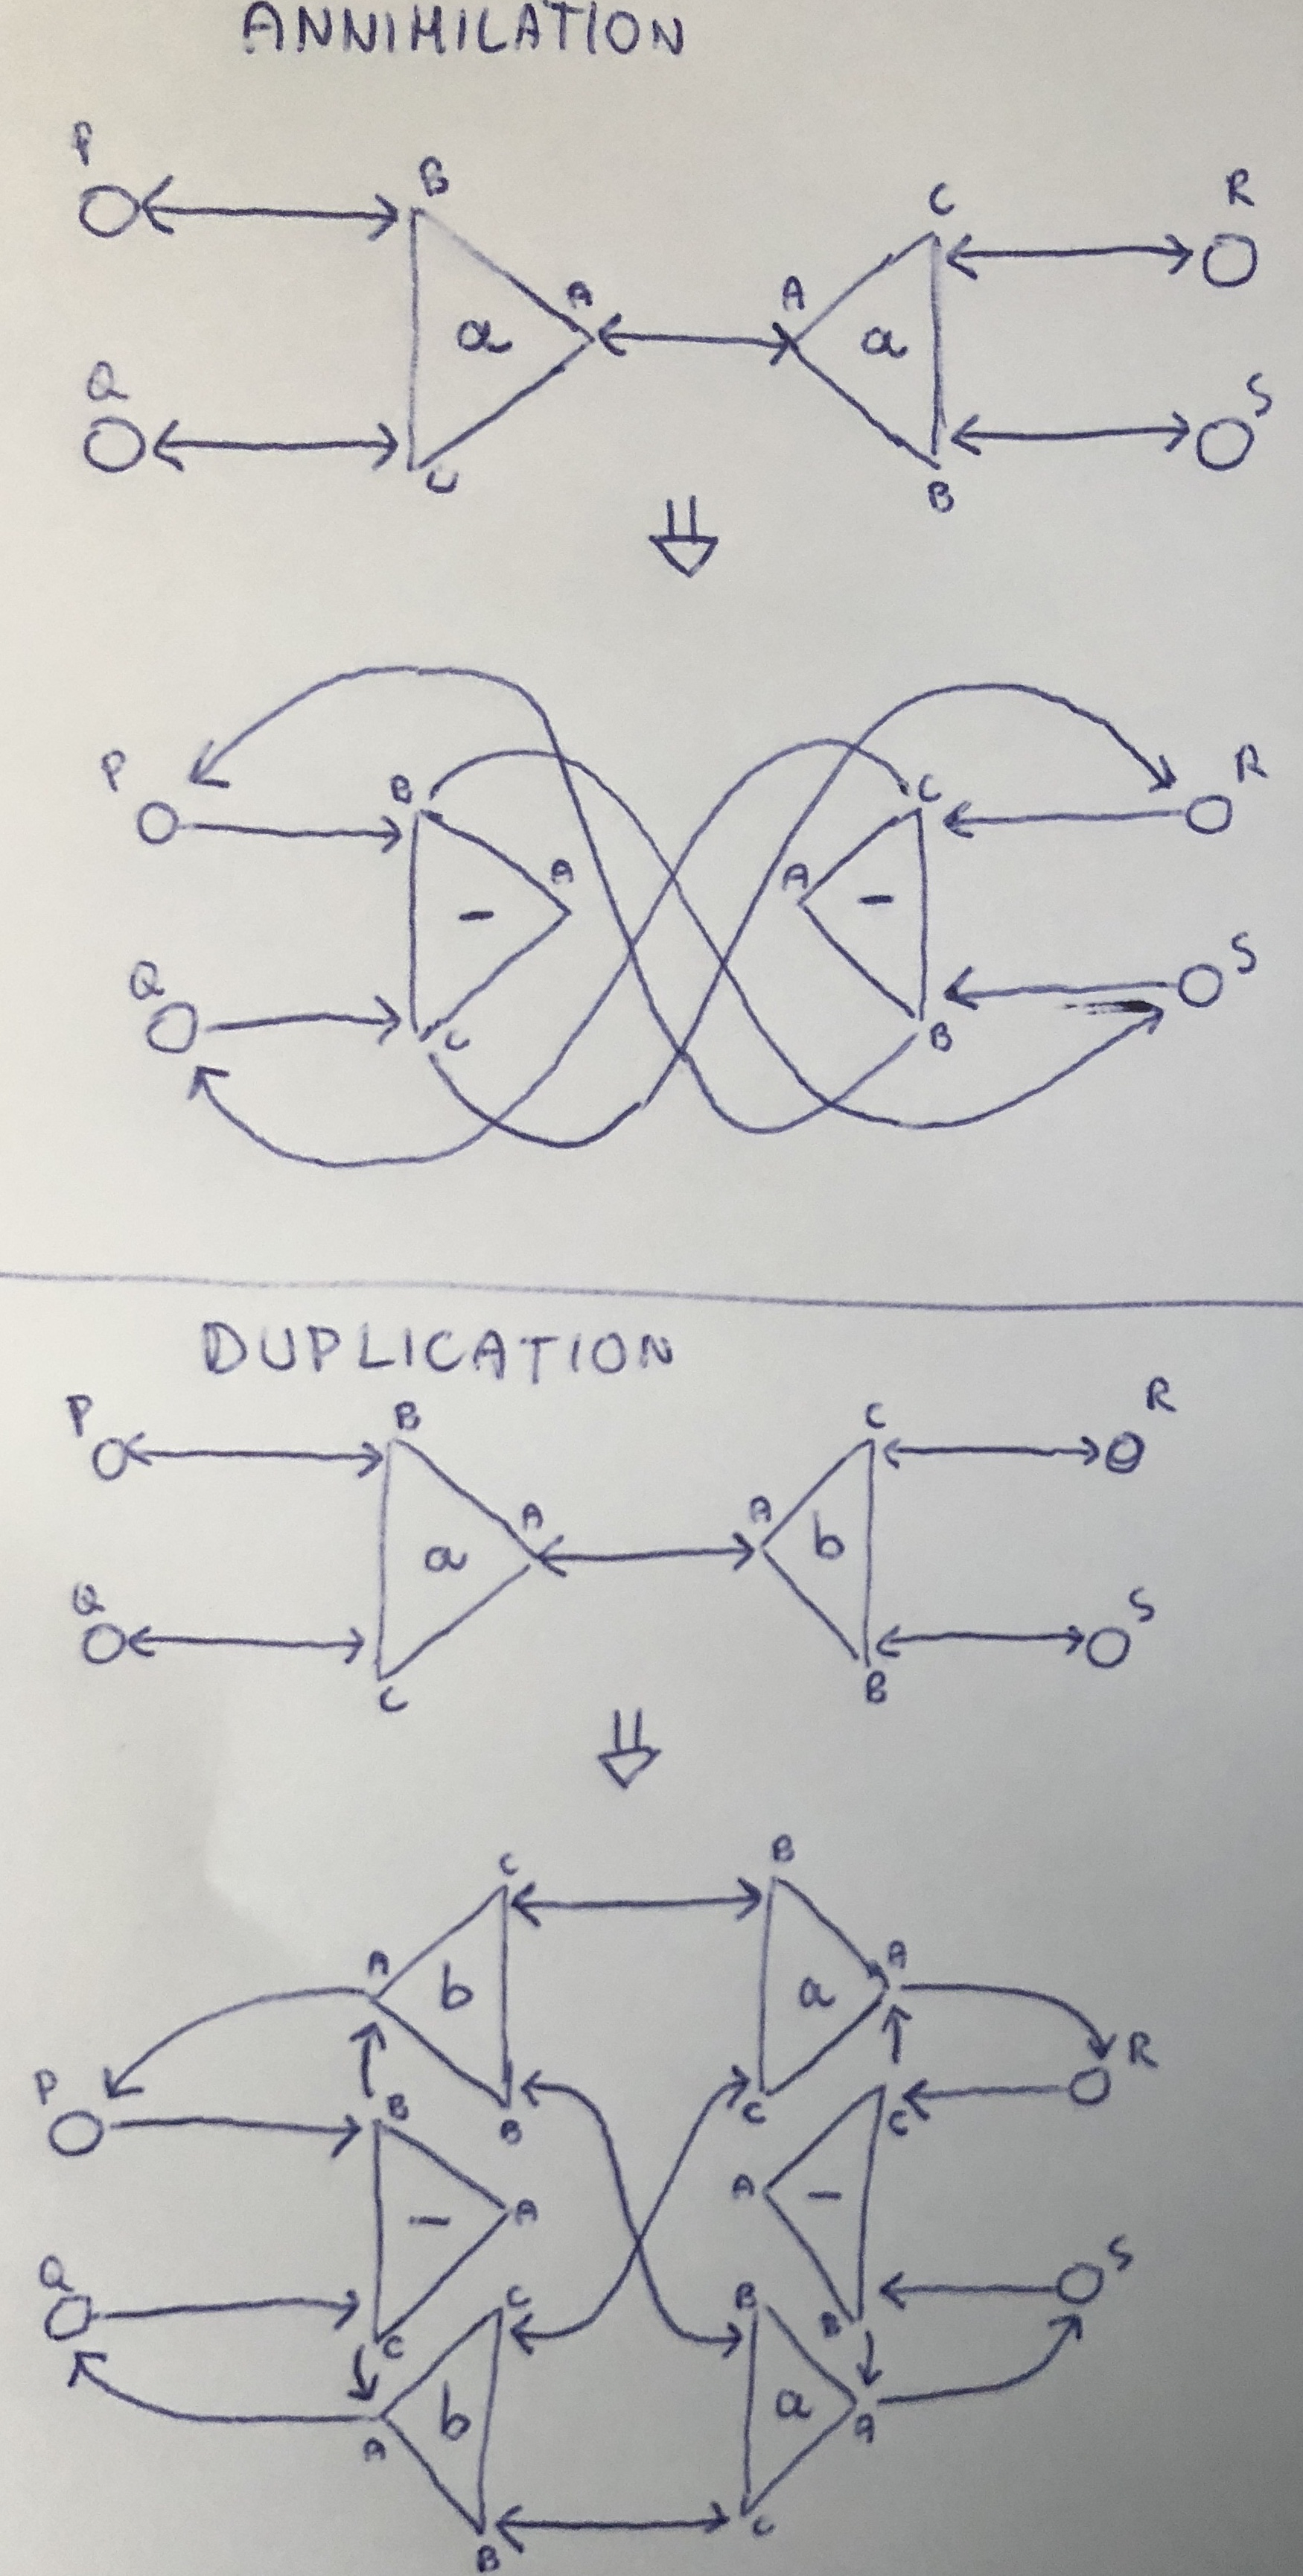 ANNIHILATION
P B C R
A A
a a
Q S
C B
P B C R
A A
- -
Q S
C B
DUPLICATION
P B C R
A A
a b
Q S
C B
C B
A b a A
P B B C C R
A - A -
Q C C B B S
b a
A A
B C